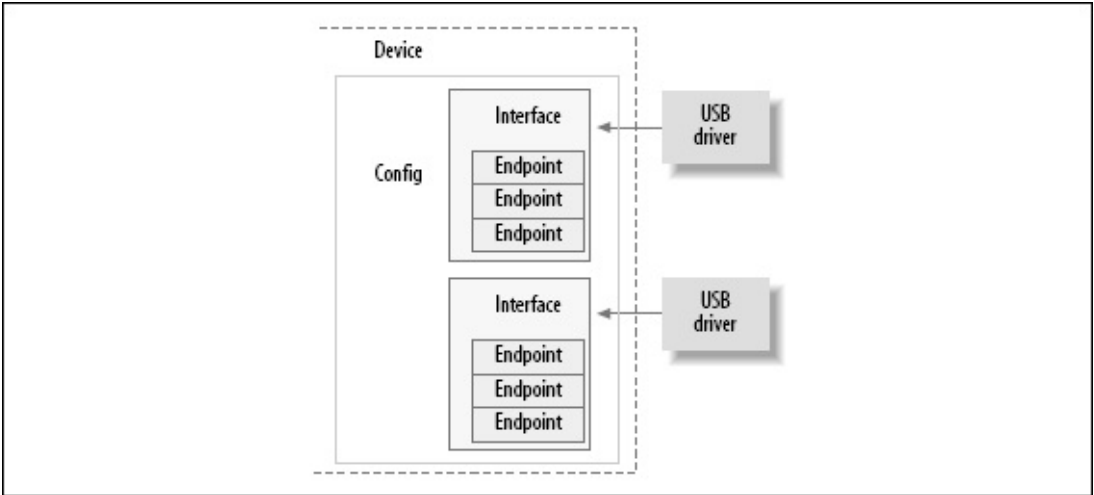 Device
Interface
USB
driver
Config
Endpoint
Endpoint
Endpoint
Interface
USB
driver
Endpoint
Endpoint
Endpoint